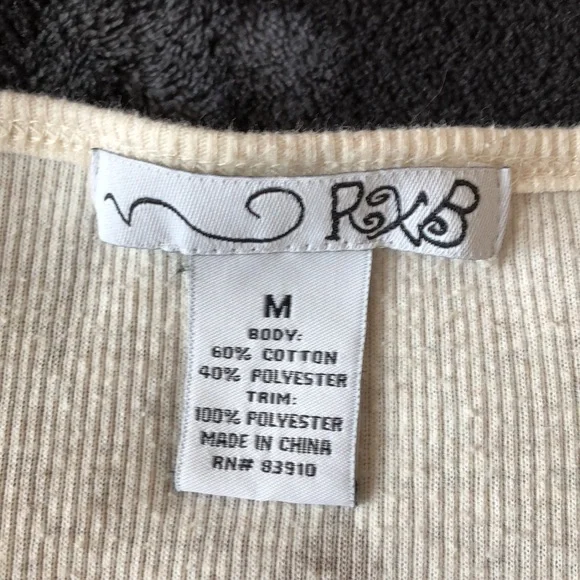 RXB
M
BODY:
60% COTTON
40% POLYESTER
TRIM:
100% POLYESTER
MADE IN CHINA
RN# 83910